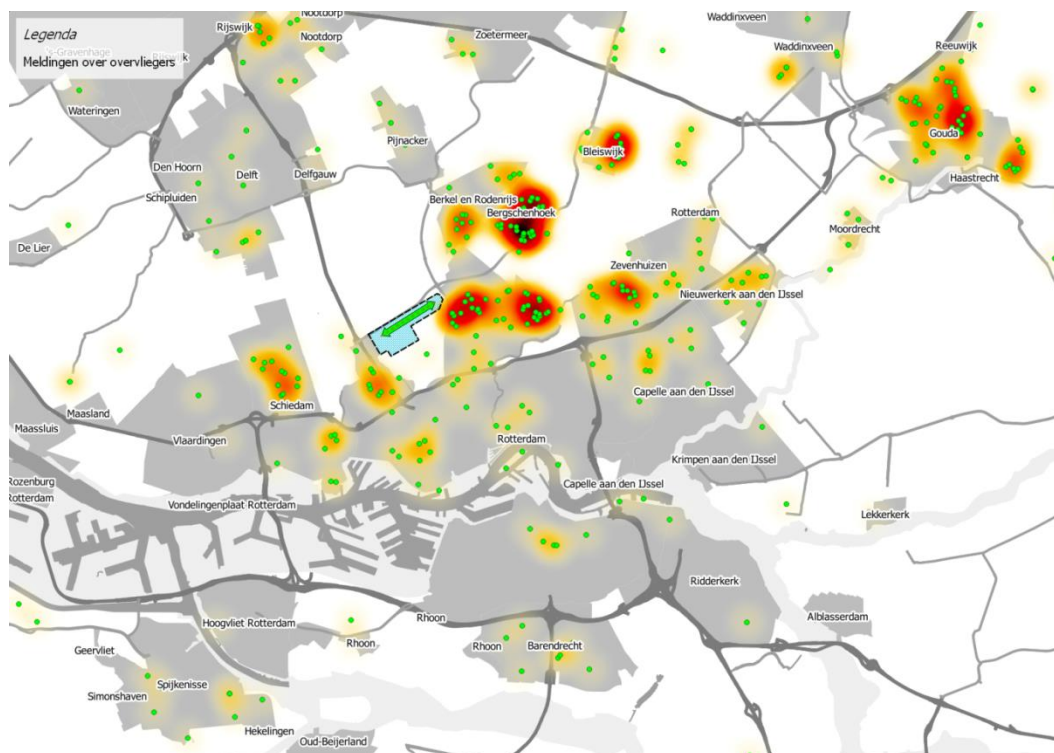 Legenda
Meldingen over overvliegers
Nootdorp
Waddinxveen
Rijswijk
Nootdorp
Zoetermeer
Waddinxveen
Reeuwijk
's-Gravenhage
Rijswijk
Wateringen
Pijnacker
Gouda
Bleiswijk
Den Hoorn
Delft
Delfgauw
Haastrecht
Schipluiden
Berkel en Rodenrijs
Bergschenhoek
Rotterdam
Moordrecht
De Lier
Zevenhuizen
Nieuwerkerk aan den IJssel
Capelle aan den IJssel
Schiedam
Maasland
Maassluis
Vlaardingen
Rotterdam
Krimpen aan den IJssel
Rozenburg
Rotterdam
Capelle aan den IJssel
Vondelingenplaat Rotterdam
Lekkerkerk
Ridderkerk
Alblasserdam
Hoogvliet Rotterdam
Rhoon
Rhoon
Rhoon
Barendrecht
Geervliet
Spijkenisse
Simonshaven
Hekelingen
Oud-Beijerland